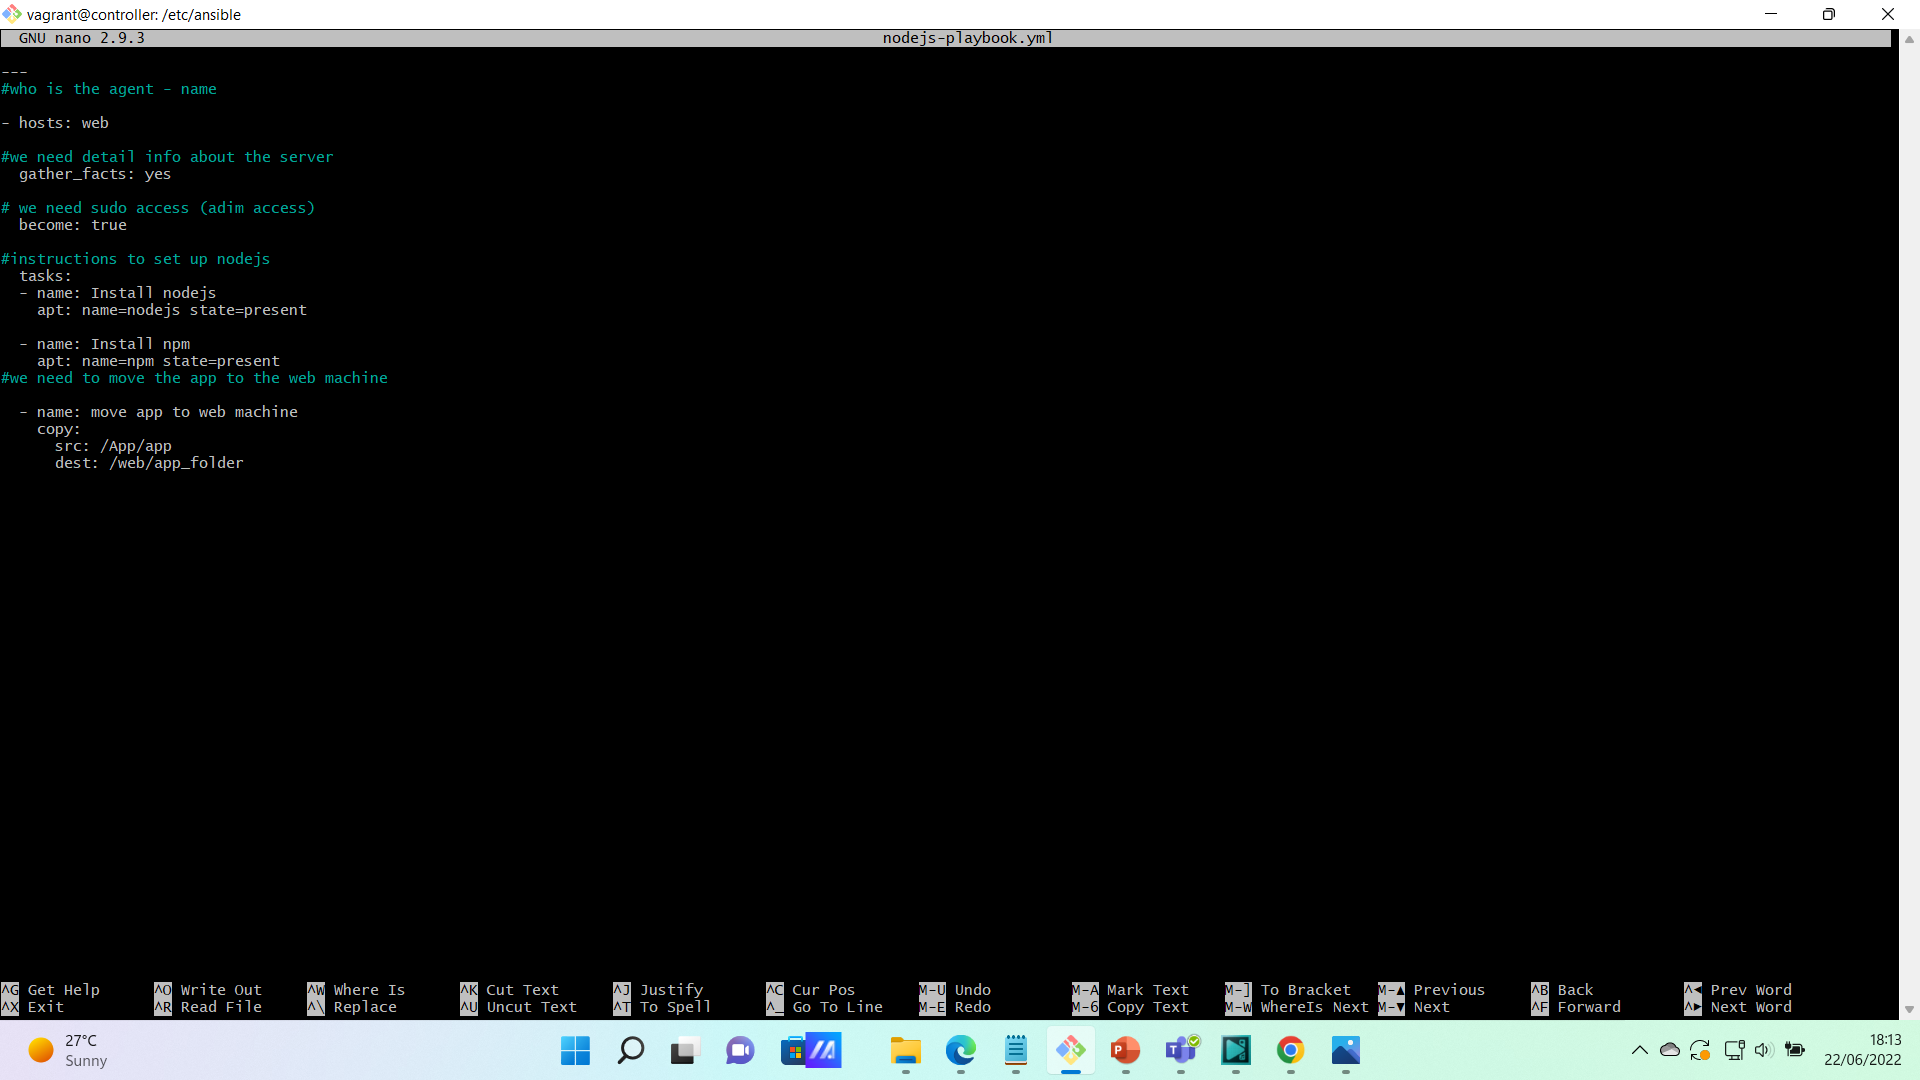 vagrant@controller: /etc/ansible
GNU nano 2.9.3 nodejs-playbook.yml
---
#who is the agent - name
- hosts: web
#we need detail info about the server
gather_facts: yes
# we need sudo access (adim access)
become: true
#instructions to set up nodejs
tasks:
- name: Install nodejs
apt: name=nodejs state=present
- name: Install npm
apt: name=npm state=present
#we need to move the app to the web machine
- name: move app to web machine
copy:
src: /App/app
dest: /web/app_folder
^G Get Help ^O Write Out ^W Where Is ^K Cut Text ^J Justify ^C Cur Pos M-U Undo M-A Mark Text M-] To Bracket M-▲ Previous ^B Back ^◄ Prev Word
^X Exit ^R Read File ^\ Replace ^U Uncut Text ^T To Spell ^_ Go To Line M-E Redo M-6 Copy Text M-W WhereIs Next M-▼ Next ^F Forward ^► Next Word
27°C
Sunny
18:13
22/06/2022